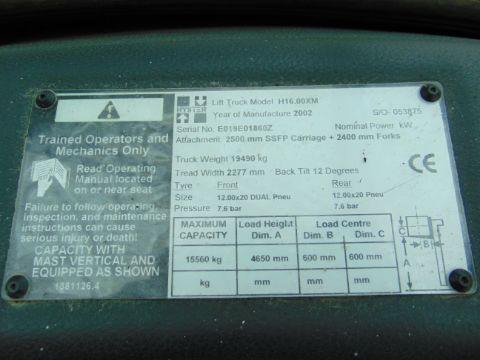 Trained Operators and
Mechanics Only
Read Operating
Manual located
on or near seat
Failure to follow operating,
inspection, and maintenance
instructions can cause
serious injury or death!
CAPACITY WITH
MAST VERTICAL AND
EQUIPPED AS SHOWN
1381126.4
HYSTER
Lift Truck Model H16.00XM
Year of Manufacture 2002 S/O- 053875
Serial No. E019E01860Z Nominal Power kW
Attachment 2500 mm SSFP Carriage + 2400 mm Forks
Truck Weight 19490 kg
Tread Width 2277 mm Back Tilt 12 Degrees
Tyre Front Rear
Size 12.00x20 DUAL Pneu 12.00x20 Pneu
Pressure 7.6 bar 7.6 bar
CE
MAXIMUM CAPACITY Load Height Dim. A Load Centre Dim. B Dim. C
15560 kg 4650 mm 600 mm 600 mm
kg mm mm mm
C
B
A